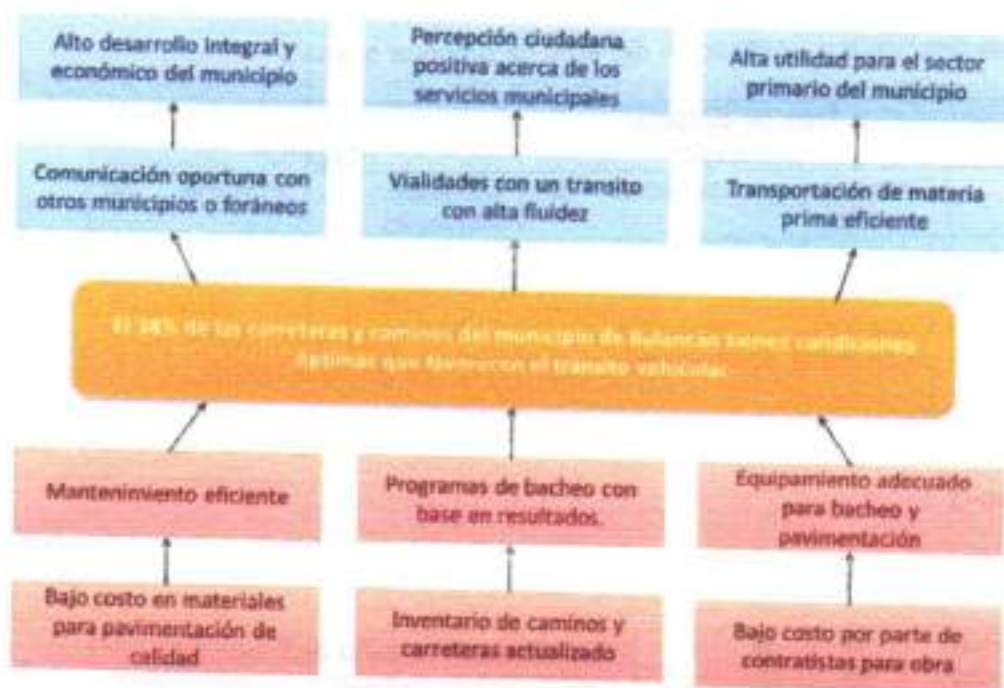 Alto desarrollo integral y
económico del municipio
Percepción ciudadana
positiva acerca de los
servicios municipales
Alta utilidad para el sector
primario del municipio
Comunicación oportuna con
otros municipios o foráneos
Vialidades con un transito
con alta fluidez
Transportación de materia
prima eficiente
El de las carreteras y caminos del municipio de Balancán condiciones
óptimas que favorecen el transito vehicular
Mantenimiento eficiente
Programas de bacheo con
base en resultados.
Equipamiento adecuado
para bacheo y
pavimentación
Bajo costo en materiales
para pavimentación de
calidad
Inventario de caminos y
carreteras actualizado
Bajo costo por parte de
contratistas para obra